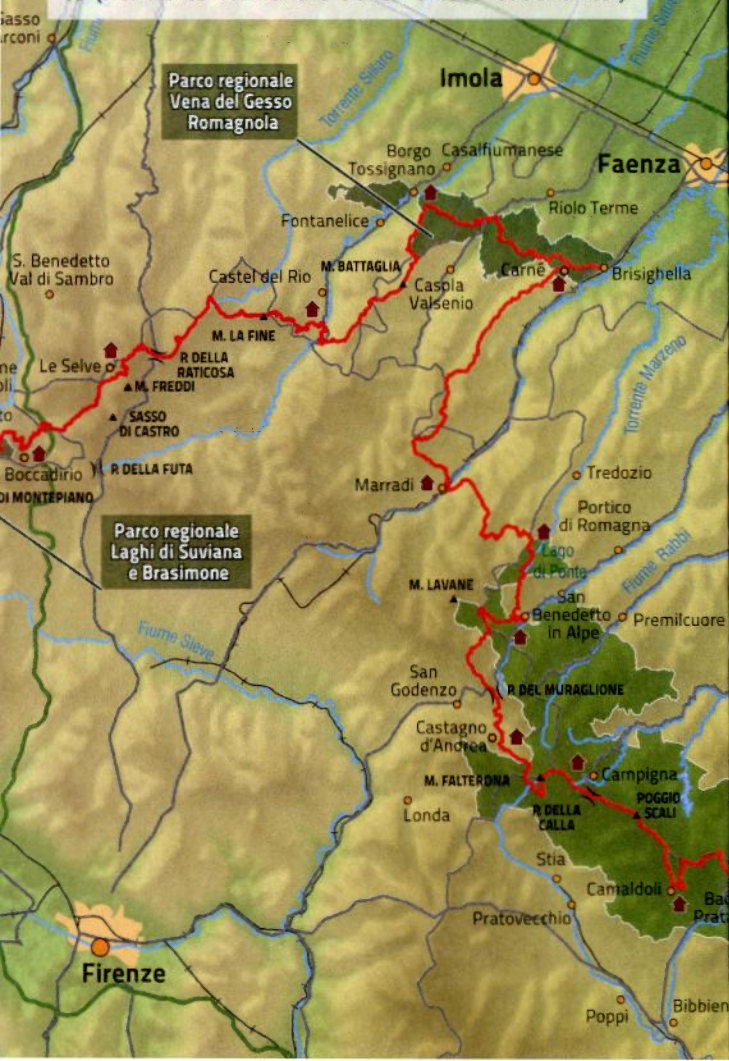 Imola
Parco regionale
Vena del Gesso
Romagnola
Torrente Sillaro
Borgo
Tossignano
Casalfiumanese
Faenza
Riolo Terme
Fontanelice
S. Benedetto
Val di Sambro
Castel del Rio
M. BATTAGLIA
Casola
Valsenio
Carnè
Brisighella
M. LA FINE
Le Selve
P. DELLA
RATICOSA
M. FREDDI
SASSO
DI CASTRO
Torrente Marzeno
Boccadirio
P. DELLA FUTA
DI MONTEPIANO
Marradi
Tredozio
Portico
di Romagna
Parco regionale
Laghi di Suviana
e Brasimone
Lago
di Ponte
Fiume Rabbi
M. LAVANE
San
Benedetto
in Alpe
Premilcuore
Fiume Sieve
San
Godenzo
P. DEL MURAGLIONE
Castagno
d'Andrea
M. FALTERONA
Campigna
P. DELLA
CALLA
POGGIO
SCALI
Londa
Stia
Camaldoli
Pratovecchio
Firenze
Poppi
Bibbien